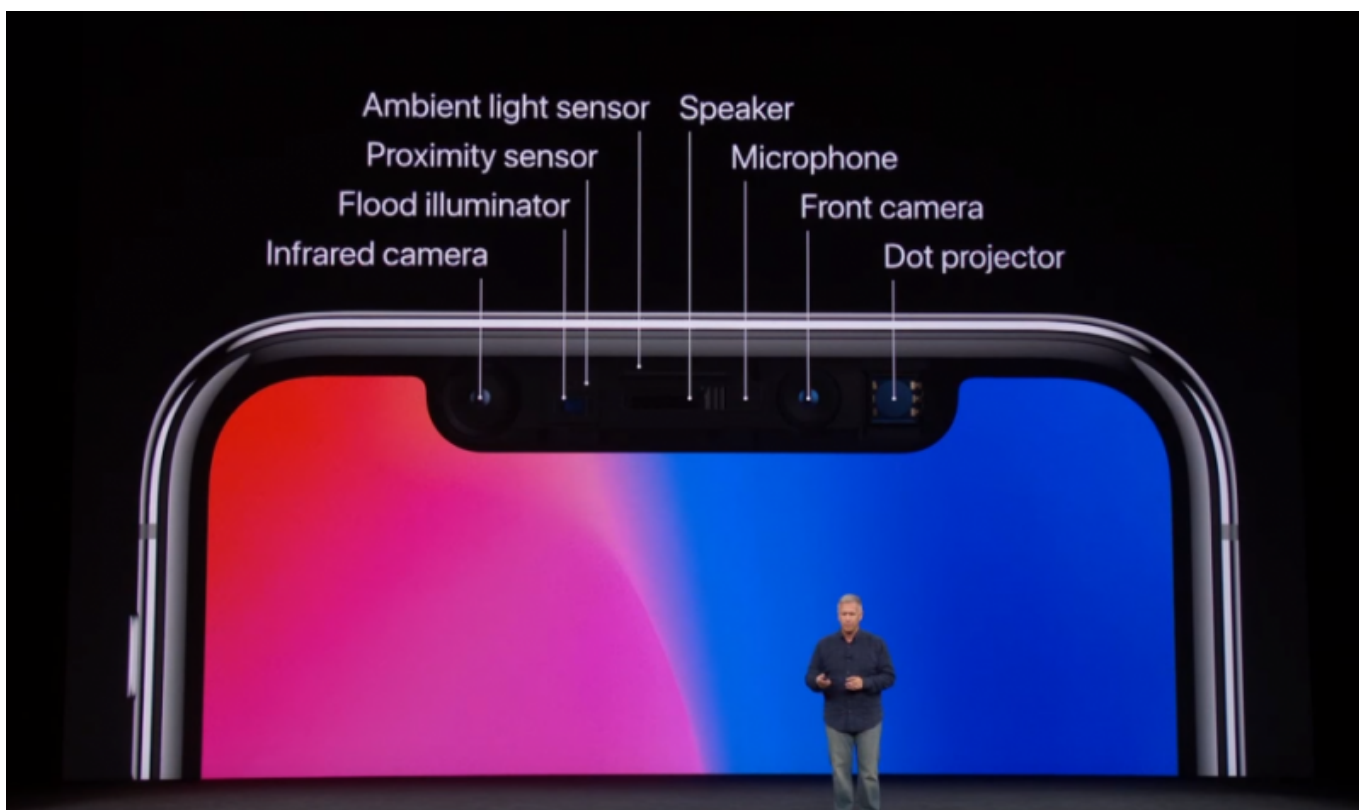 Ambient light sensor
Speaker
Proximity sensor
Microphone
Flood illuminator
Front camera
Infrared camera
Dot projector